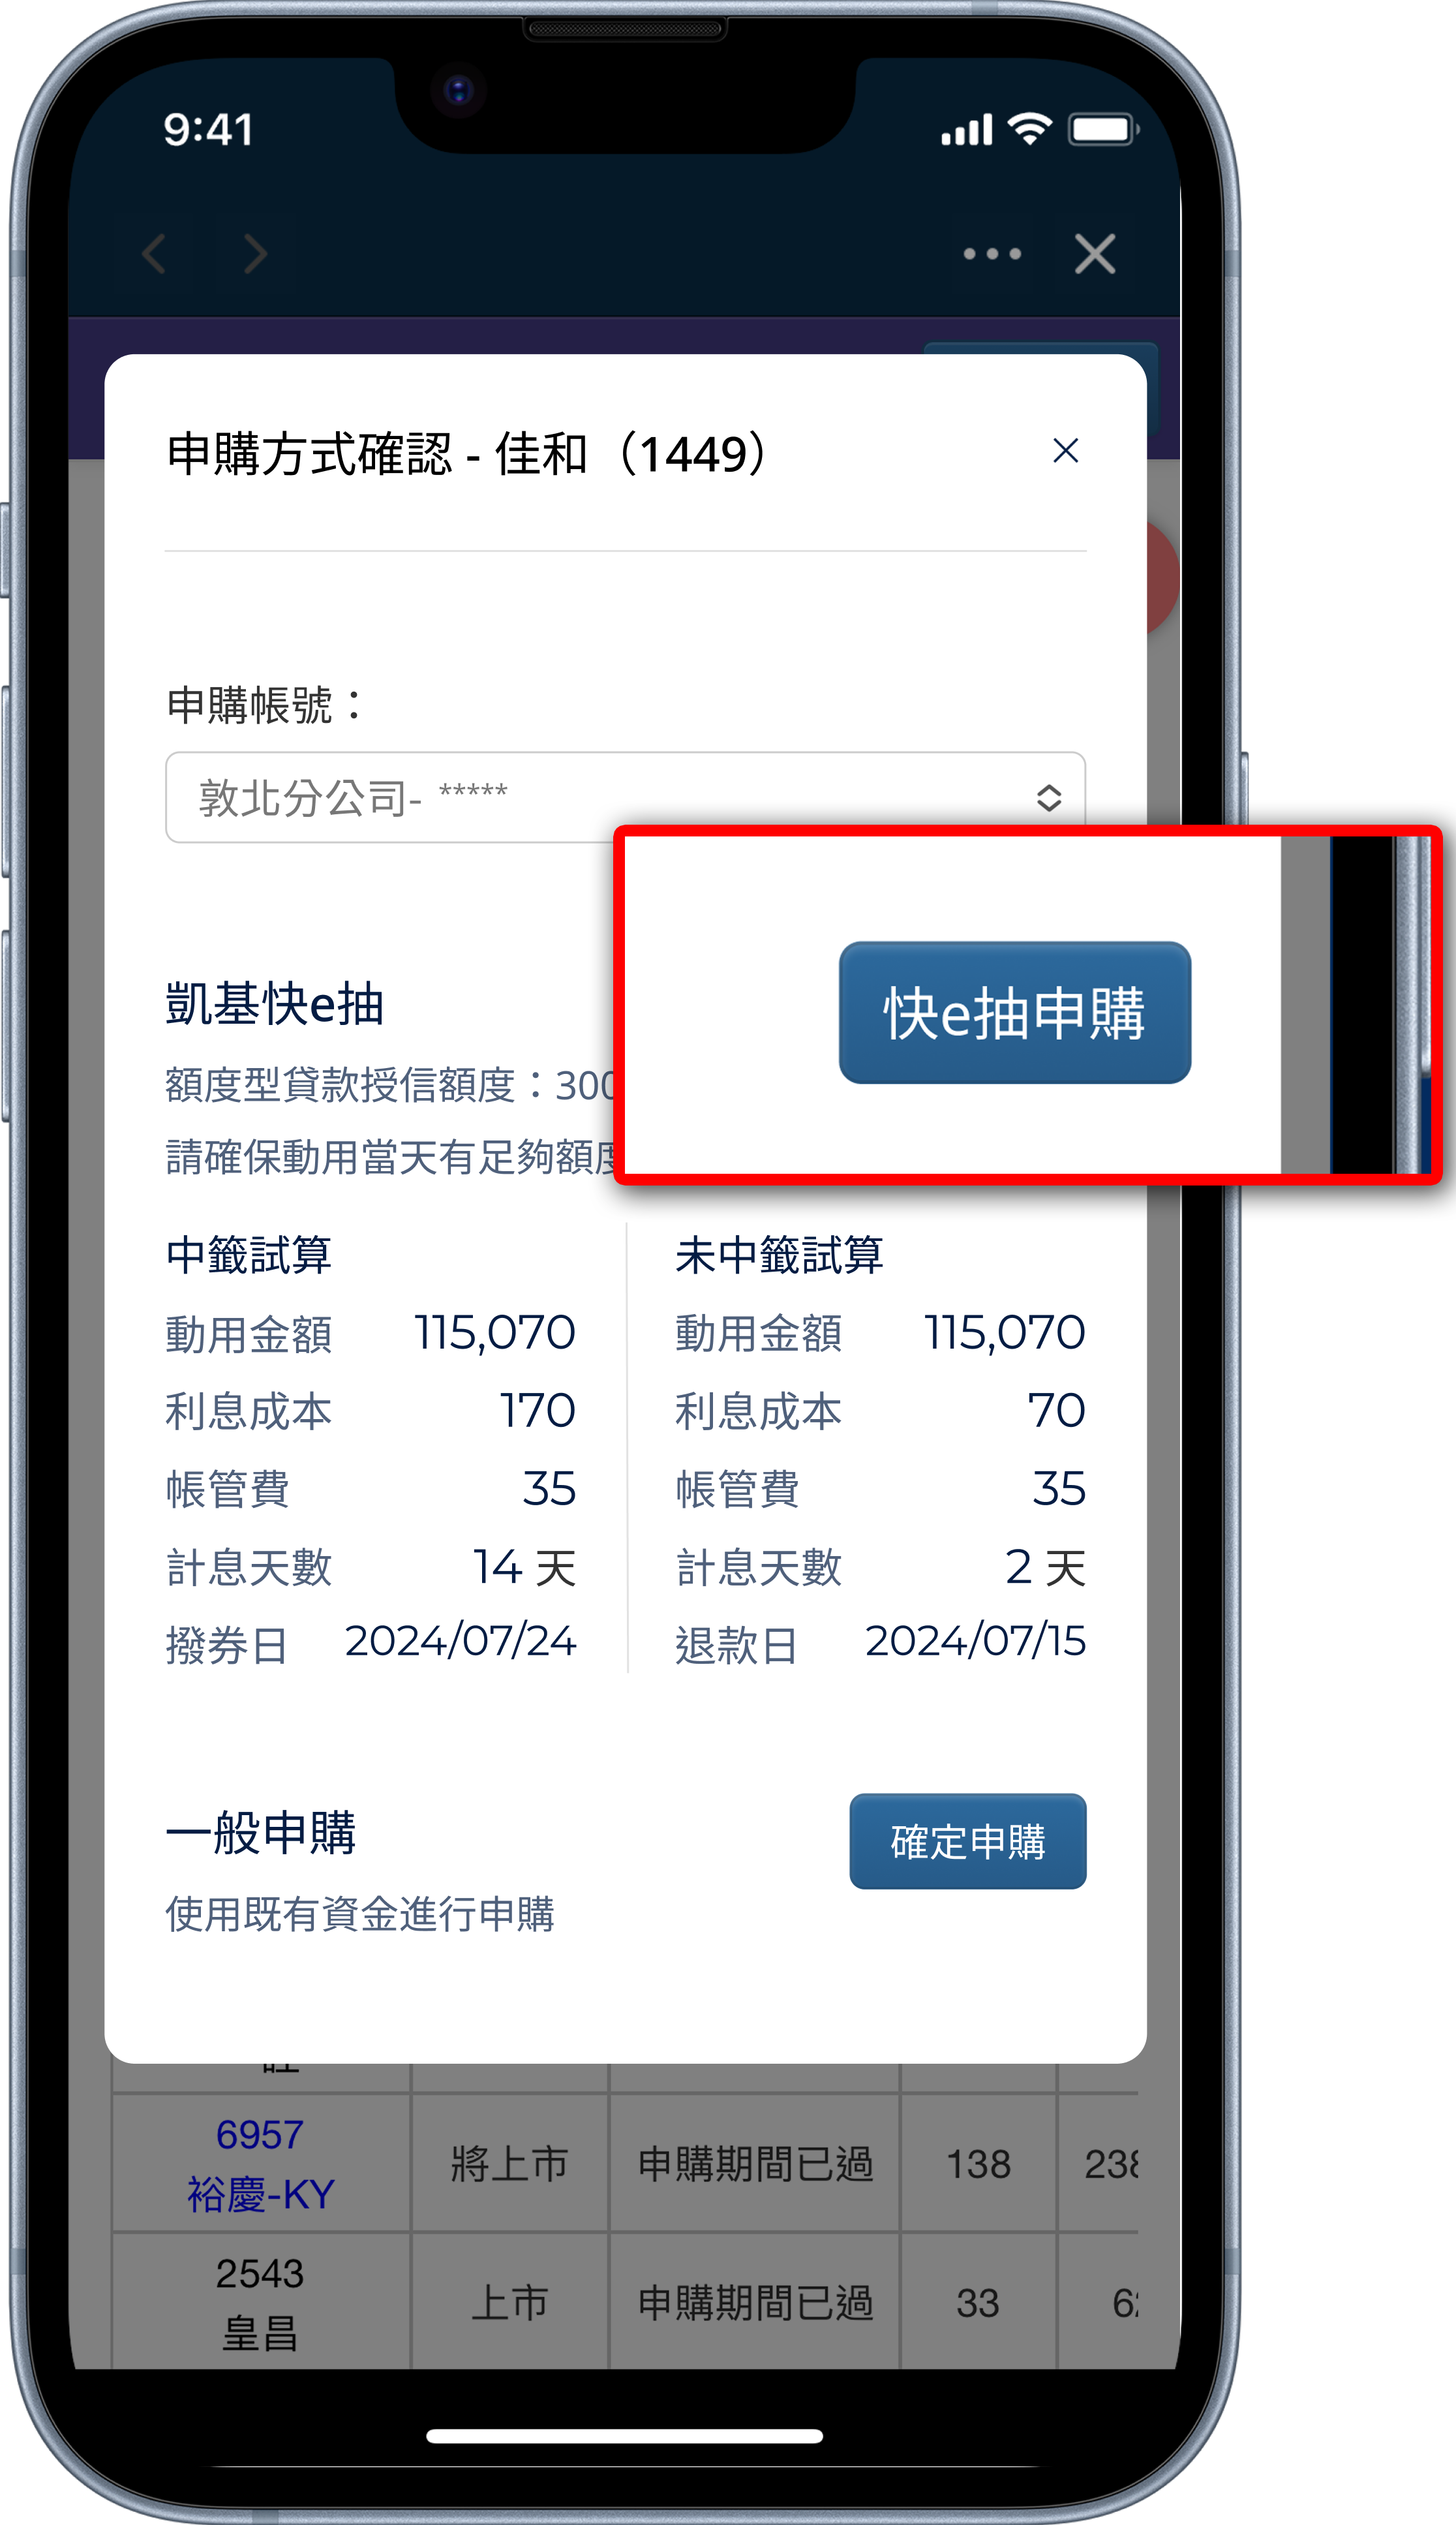 9:41
申購方式確認 - 佳和（1449）
申購帳號：
敦北分公司- *****
凱基快e抽
快e抽申購
額度型貸款授信額度：300
請確保動用當天有足夠額度
中籤試算
動用金額 115,070
利息成本 170
帳管費 35
計息天數 14 天
撥券日 2024/07/24
未中籤試算
動用金額 115,070
利息成本 70
帳管費 35
計息天數 2 天
退款日 2024/07/15
一般申購
確定申購
使用既有資金進行申購
6957
裕慶-KY
將上市
申購期間已過
138
238
2543
皇昌
上市
申購期間已過
33